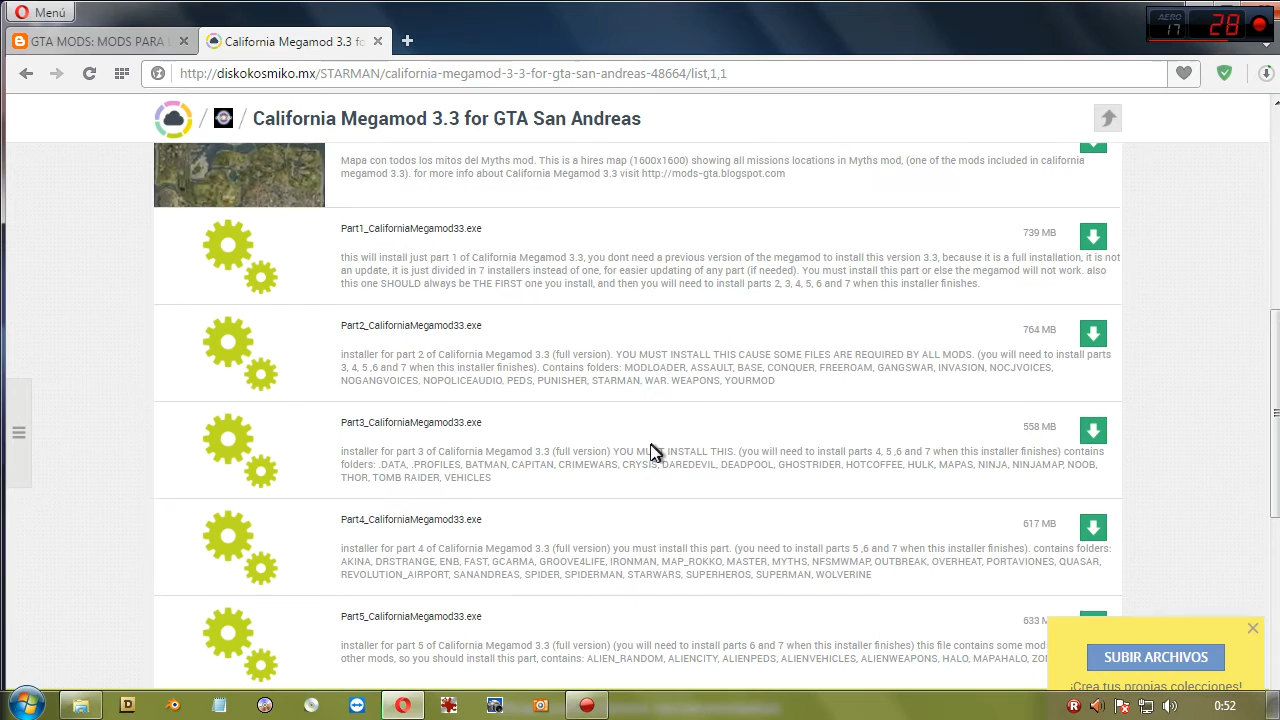 Menú
AERO
17
28
GTA MODS: MODS PARA
California Megamod 3.3 fo
http://diskokosmiko.mx/STARMAN/california-megamod-3-3-for-gta-san-andreas-48664/list,1,1
/ / California Megamod 3.3 for GTA San Andreas
Mapa con todos los mitos del Myths mod. This is a hires map (1600x1600) showing all missions locations in Myths mod, (one of the mods included in california
megamod 3.3). for more info about California Megamod 3.3 visit http://mods-gta.blogspot.com
Part1_CaliforniaMegamod33.exe
739 MB
this will install just part 1 of California Megamod 3.3, you dont need a previous version of the megamod to install this version 3.3, because it is a full installation, it is not
an update, it is just divided in 7 installers instead of one, for easier updating of any part (if needed). You must install this part or else the megamod will not work. also
this one SHOULD always be THE FIRST one you install, and then you will need to install parts 2, 3, 4, 5, 6 and 7 when this installer finishes.
Part2_CaliforniaMegamod33.exe
764 MB
installer for part 2 of California Megamod 3.3 (full version). YOU MUST INSTALL THIS CAUSE SOME FILES ARE REQUIRED BY ALL MODS. (you will need to install parts
3, 4, 5 ,6 and 7 when this installer finishes). Contains folders: MODLOADER, ASSAULT, BASE, CONQUER, FREEROAM, GANGSWAR, INVASION, NOCJVOICES,
NOGANGVOICES, NOPOLICEAUDIO, PEDS, PUNISHER, STARMAN, WAR. WEAPONS, YOURMOD
Part3_CaliforniaMegamod33.exe
558 MB
installer for part 3 of California Megamod 3.3 (full version) YOU MU INSTALL THIS. (you will need to install parts 4, 5 ,6 and 7 when this installer finishes) contains
folders: .DATA, .PROFILES, BATMAN, CAPITAN, CRIMEWARS, CRYS DAREDEVIL, DEADPOOL, GHOSTRIDER, HOTCOFFEE, HULK, MAPAS, NINJA, NINJAMAP, NOOB,
THOR, TOMB RAIDER, VEHICLES
Part4_CaliforniaMegamod33.exe
617 MB
installer for part 4 of California Megamod 3.3 (full version) you must install this part. (you need to install parts 5 ,6 and 7 when this installer finishes). contains folders:
AKINA, DRSTRANGE, ENB, FAST, GCARMA, GROOVE4LIFE, IRONMAN, MAP_ROKKO, MASTER, MYTHS, NFSMWMAP, OUTBREAK, OVERHEAT, PORTAVIONES, QUASAR,
REVOLUTION_AIRPORT, SANANDREAS, SPIDER, SPIDERMAN, STARWARS, SUPERHEROS, SUPERMAN, WOLVERINE
Part5_CaliforniaMegamod33.exe
633 M
installer for part 5 of California Megamod 3.3 (full version) (you will need to install parts 6 and 7 when this installer finishes) this file contains some mod
other mods, so you should install this part, contains: ALIEN_RANDOM, ALIENCITY, ALIENPEDS, ALIENVEHICLES, ALIENWEAPONS, HALO, MAPAHALO, ZO
SUBIR ARCHIVOS
¡Crea tus propias colecciones!
0:52